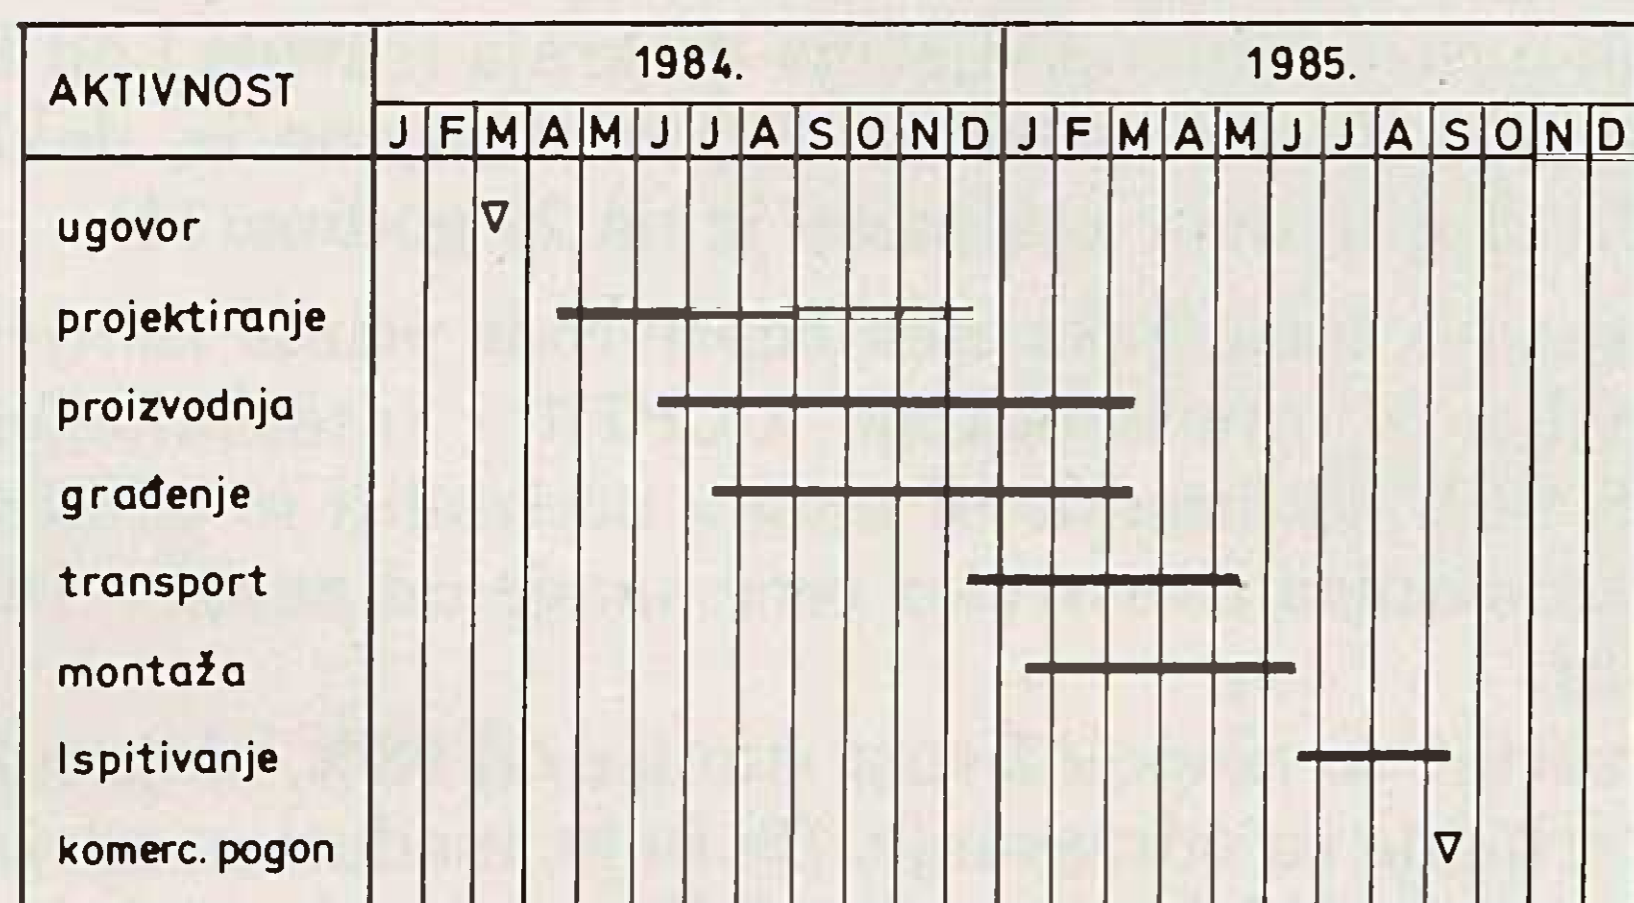 AKTIVNOST 1984. 1985.
J F M A M J J A S O N D J F M A M J J A S O N D
ugovor
projektiranje
proizvodnja
građenje
transport
montaža
Ispitivanje
komerc. pogon